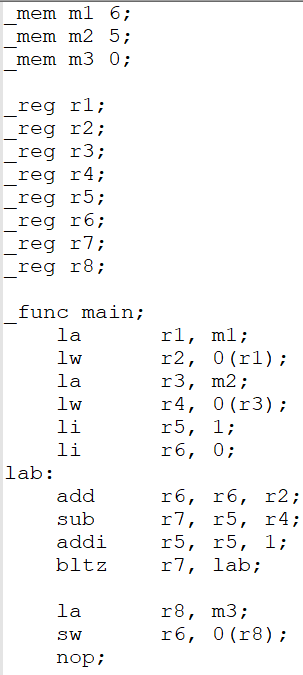 _mem m1 6;
_mem m2 5;
_mem m3 0;

_reg r1;
_reg r2;
_reg r3;
_reg r4;
_reg r5;
_reg r6;
_reg r7;
_reg r8;

_func main;
    la      r1, m1;
    lw      r2, 0(r1);
    la      r3, m2;
    lw      r4, 0(r3);
    li      r5, 1;
    li      r6, 0;
lab:
    add     r6, r6, r2;
    sub     r7, r5, r4;
    addi    r5, r5, 1;
    bltz    r7, lab;

    la      r8, m3;
    sw      r6, 0(r8);
    nop;